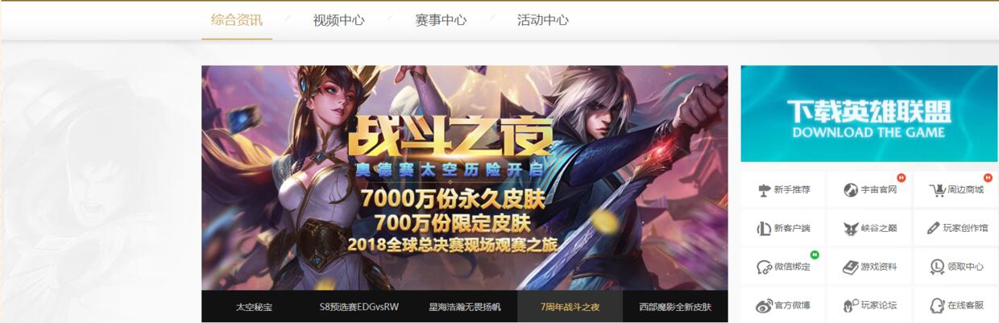 综合资讯
视频中心
赛事中心
活动中心
战斗之夜
奥德赛太空历险开启
7000万份永久皮肤
700万份限定皮肤
2018全球总决赛现场观赛之旅
太空秘宝
S8预选赛EDGvsRW
星海浩瀚无畏扬帆
7周年战斗之夜
西部魔影全新皮肤
下载英雄联盟
DOWNLOAD THE GAME
新手推荐
宇宙官网
H
周边商城
H
新客户端
峡谷之巅
玩家创作馆
微信绑定
游戏资料
领取中心
官方微博
玩家论坛
在线客服